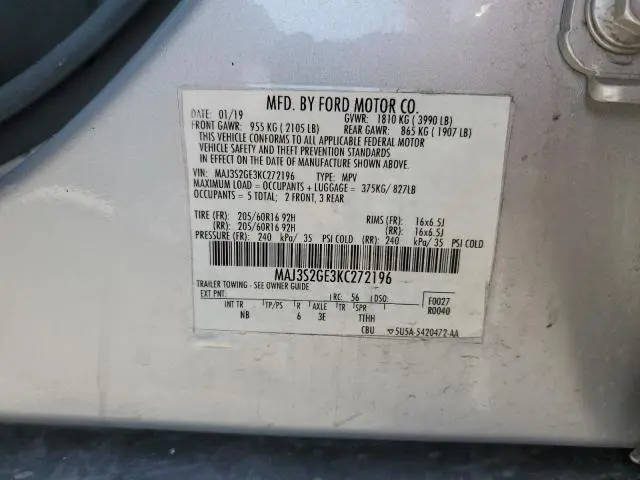 MFD. BY FORD MOTOR CO.
DATE: 01/19 GVWR: 1810 KG ( 3990 LB)
FRONT GAWR: 955 KG ( 2105 LB) REAR GAWR: 865 KG ( 1907 LB)
THIS VEHICLE CONFORMS TO ALL APPLICABLE FEDERAL MOTOR
VEHICLE SAFETY AND THEFT PREVENTION STANDARDS
IN EFFECT ON THE DATE OF MANUFACTURE SHOWN ABOVE.
VIN: MAJ3S2GE3KC272196 TYPE: MPV
MAXIMUM LOAD = OCCUPANTS + LUGGAGE = 375KG/ 827LB
OCCUPANTS = 5 TOTAL; 2 FRONT, 3 REAR
TIRE (FR): 205/60R16 92H RIMS (FR): 16x6.5J
(RR): 205/60R16 92H (RR): 16x6.5J
PRESSURE (FR): 240 kPa/ 35 PSI COLD (RR): 240 kPa/ 35 PSI COLD
MAJ3S2GE3KC272196
TRAILER TOWING - SEE OWNER GUIDE
EXT PNT: RC: 56 DSO: F0027
INT TR TP/PS R AXLE TR SPR R0040
NB 6 3E TTHH
CBU 5U5A-S420472-AA